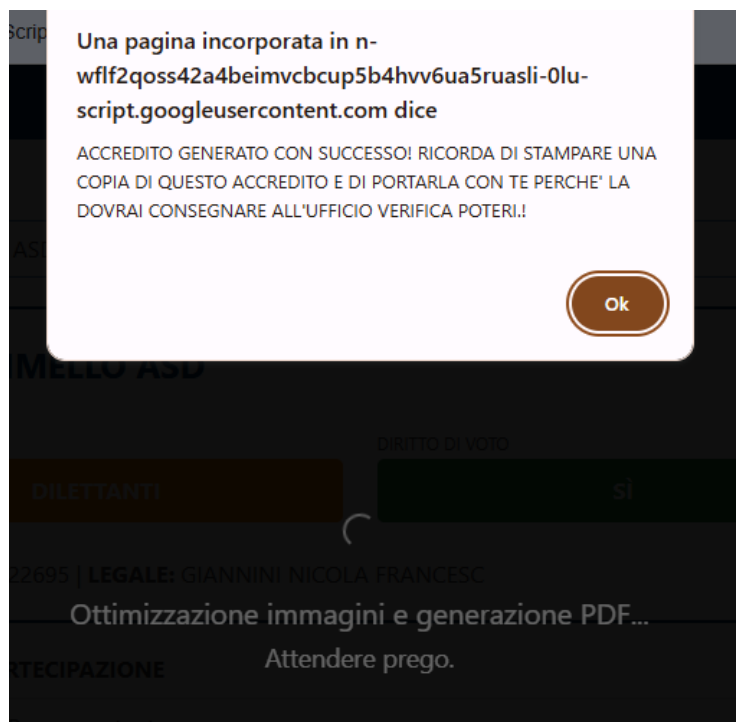 Scrip
Una pagina incorporata in n-
wflf2qoss42a4beimvcbcup5b4hvv6ua5ruasli-0lu-
script.googleusercontent.com dice
ACCREDITO GENERATO CON SUCCESSO! RICORDA DI STAMPARE UNA
COPIA DI QUESTO ACCREDITO E DI PORTARLA CON TE PERCHE' LA
DOVRAI CONSEGNARE ALL'UFFICIO VERIFICA POTERI.!
AS
Ok
IMELLO ASD
DIRITTO DI VOTO
DILETTANTI
SÌ
22695 | LEGALE: GIANNINI NICOLA FRANCESC
Ottimizzazione immagini e generazione PDF...
Attendere prego.
RTECIPAZIONE